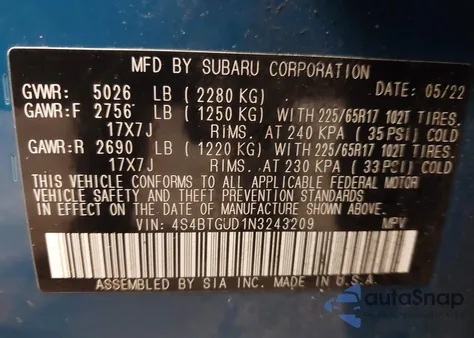 MFD BY SUBARU CORPORATION
DATE: 05/22
GVWR: 5026 LB (2280 KG)
GAWR:F 2756 LB (1250 KG) WITH 225/65R17 102T TIRES.
17X7J RIMS. AT 240 KPA (35PSI) COLD
GAWR:R 2690 LB (1220 KG) WITH 225/65R17 102T TIRES.
17X7J RIMS. AT 230 KPA (33PSI) COLD
THIS VEHICLE CONFORMS TO ALL APPLICABLE FEDERAL MOTOR
VEHICLE SAFETY AND THEFT PREVENTION STANDARDS
IN EFFECT ON THE DATE OF MANUFACTURE SHOWN ABOVE.
VIN: 4S4BTGUD1N3243209 MPV
ASSEMBLED BY SIA INC. MADE IN U.S.A.
autoSnap